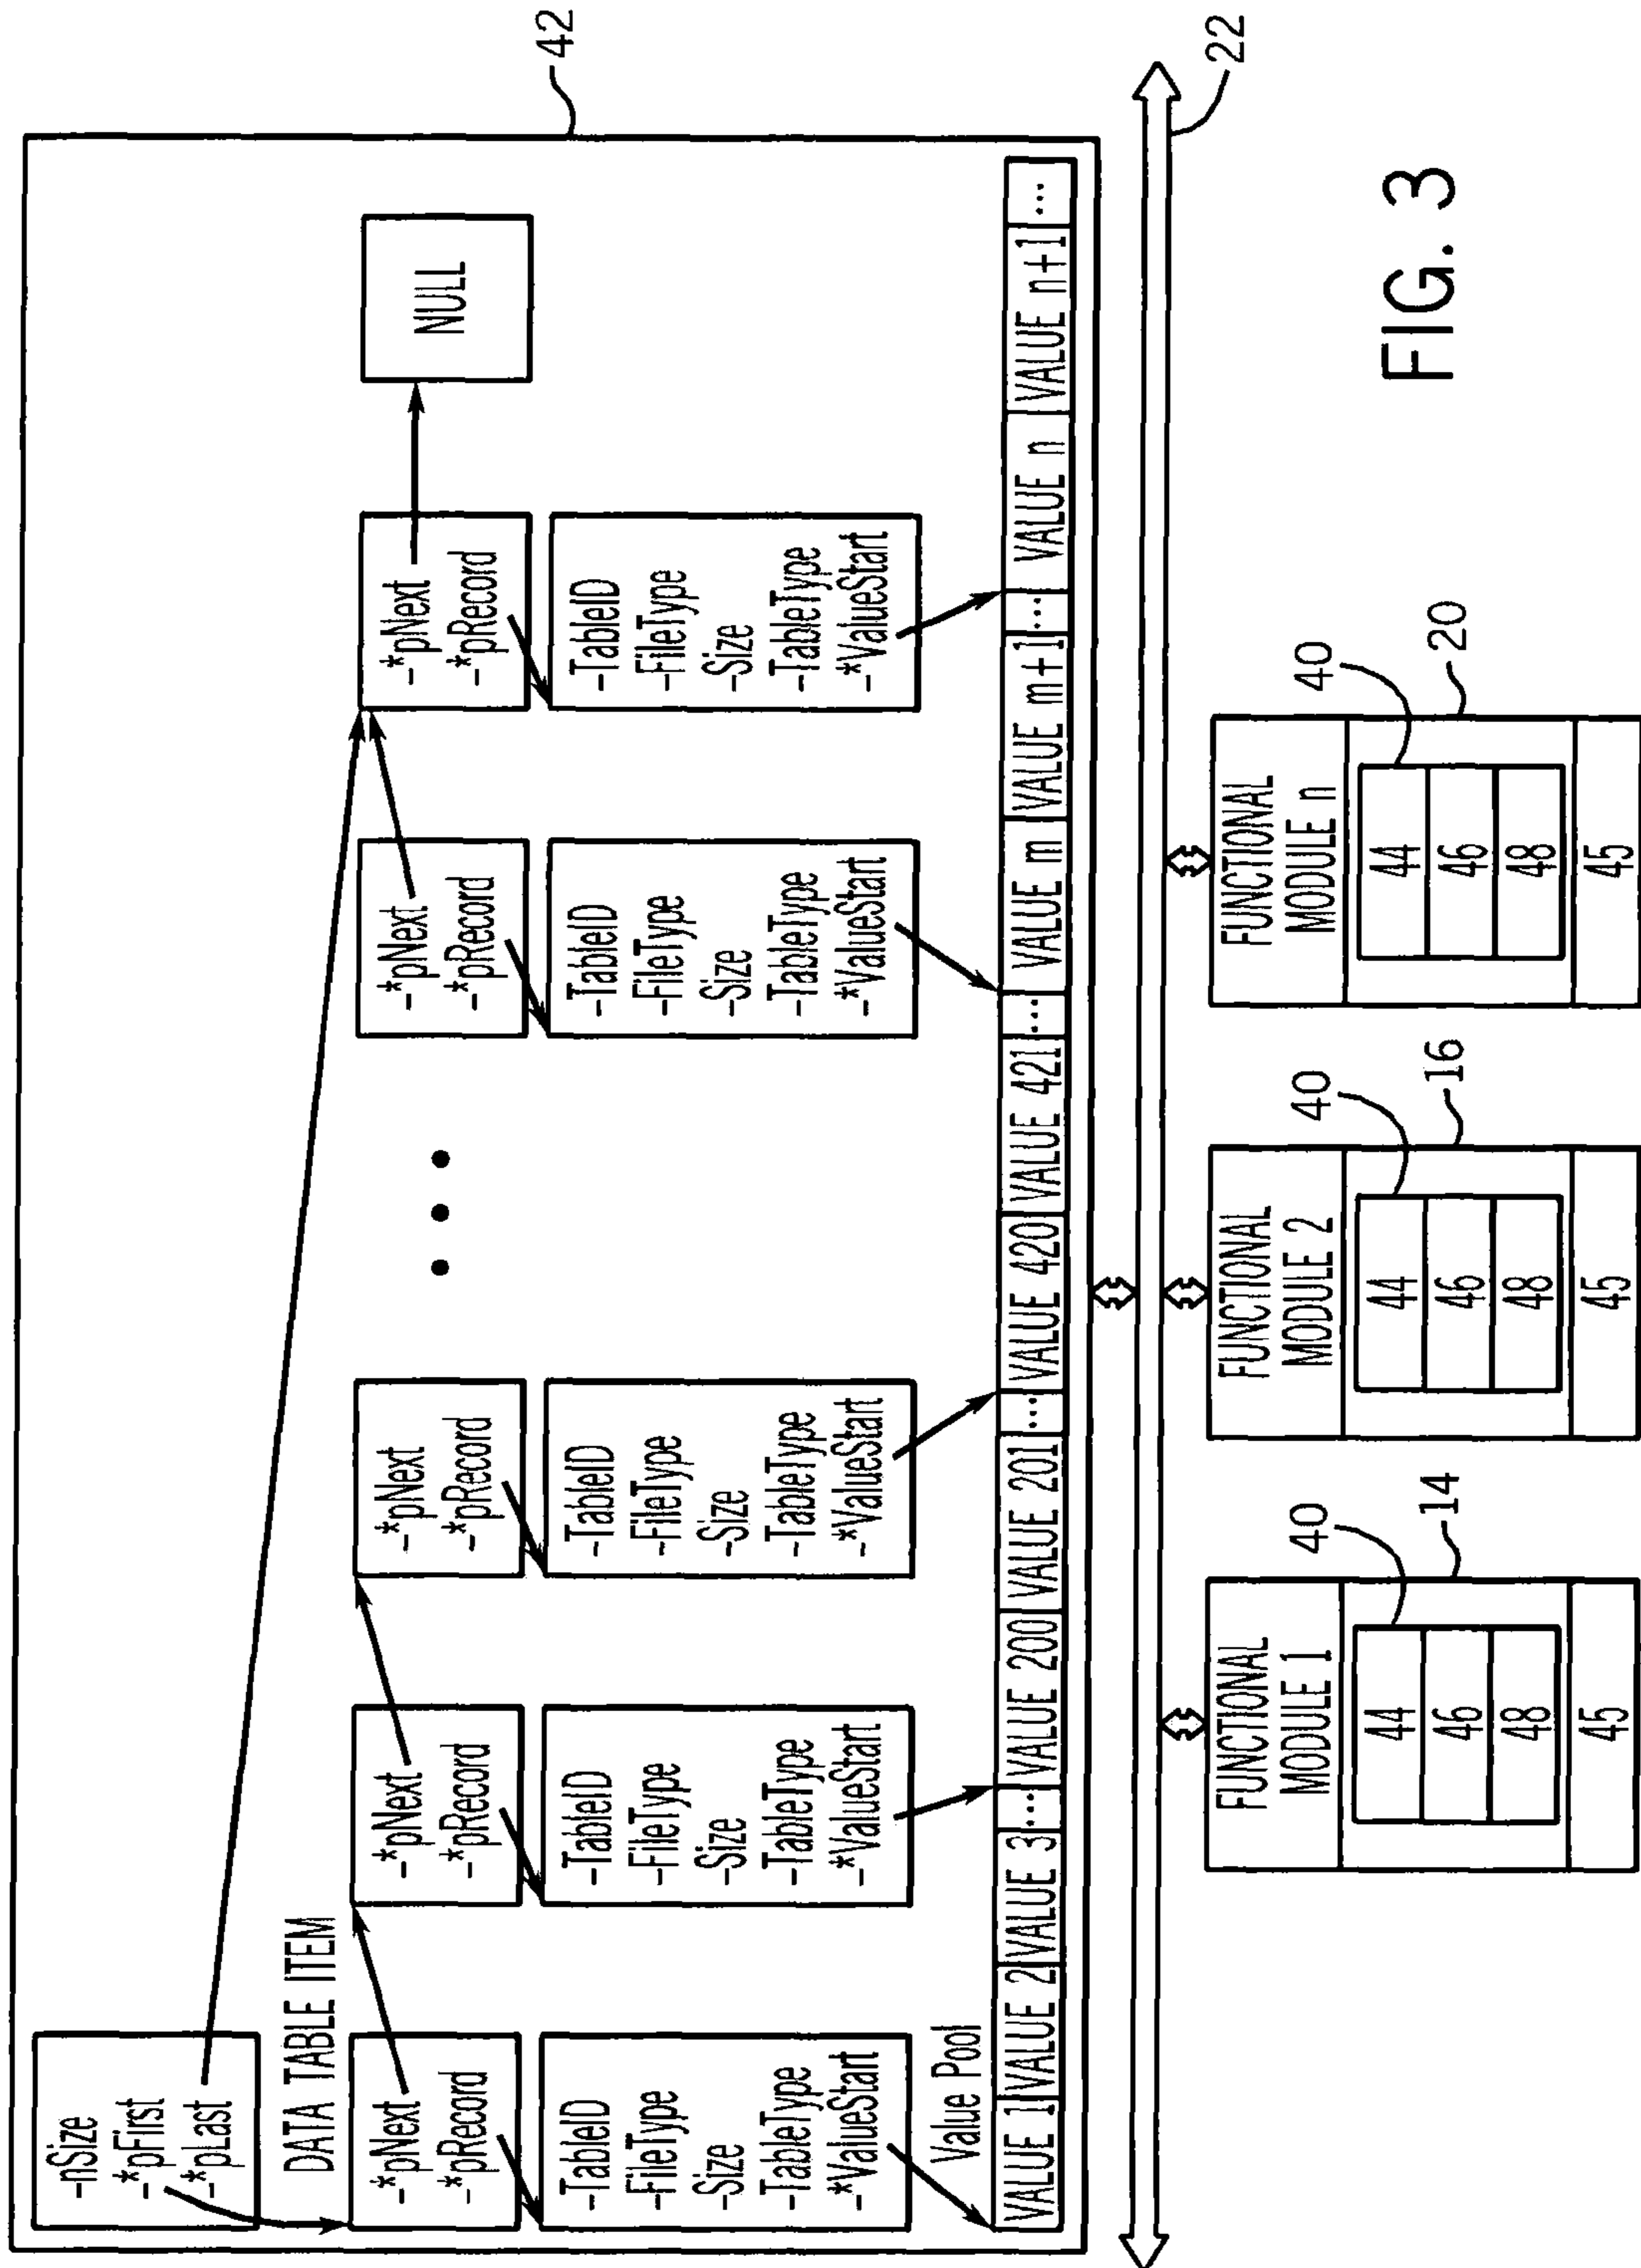 42
-nSize
-*pFirst
-*pLast
DATA TABLE ITEM
-*pNext
-*pRecord
-*pNext
-*pRecord
-*pNext
-*pRecord
-*pNext
-*pRecord
-*pNext
-*pRecord
NULL
-TableID
-FileType
-Size
-TableType
-*ValueStart
-TableID
-FileType
-Size
-TableType
-*ValueStart
-TableID
-FileType
-Size
-TableType
-*ValueStart
-TableID
-FileType
-Size
-TableType
-*ValueStart
-TableID
-FileType
-Size
-TableType
-*ValueStart
Value Pool
VALUE 1 VALUE 2 VALUE 3 ... VALUE 200 VALUE 201 ... VALUE 420 VALUE 421 ... VALUE m VALUE m+1 ... VALUE n VALUE n+1 ...
22
FUNCTIONAL
MODULE 1
40
44
46
48
45
14
FUNCTIONAL
MODULE 2
40
44
46
48
45
16
FUNCTIONAL
MODULE n
40
44
46
48
45
20
FIG. 3